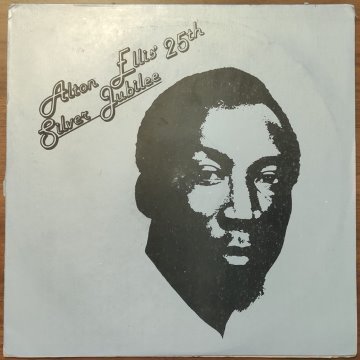 Alton Ellis' 25th
Silver Jubilee